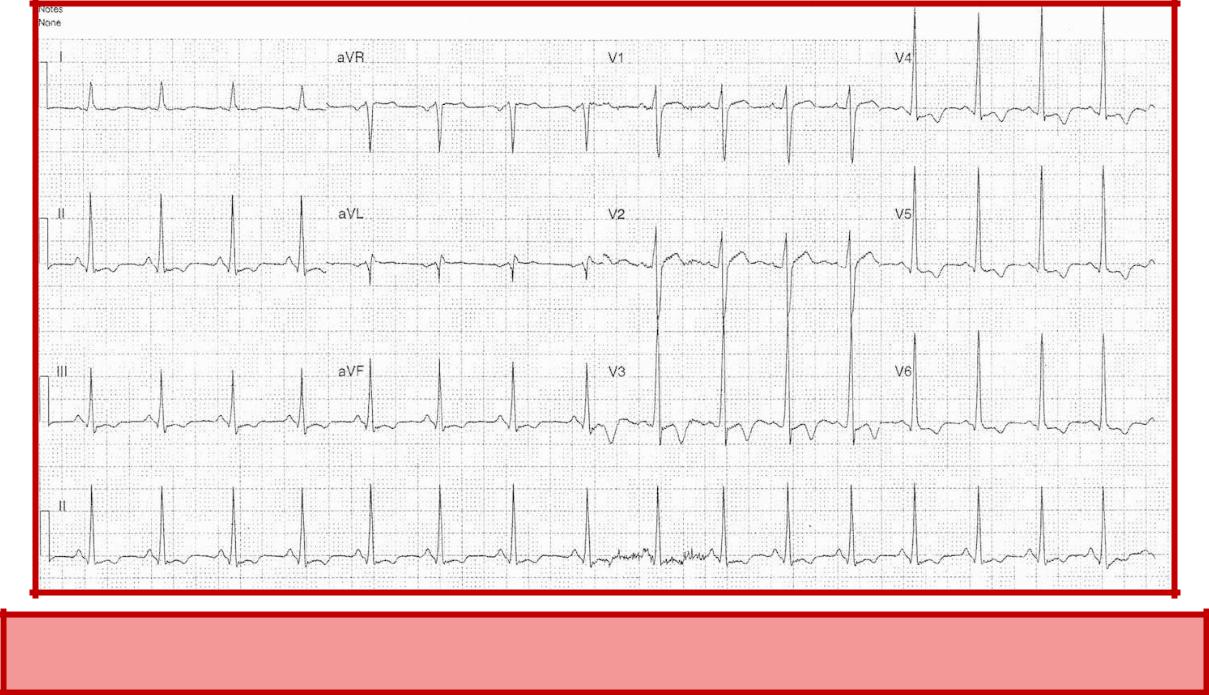 Notes
None
I aVR V1 V4
II aVL V2 V5
III aVF V3 V6
II